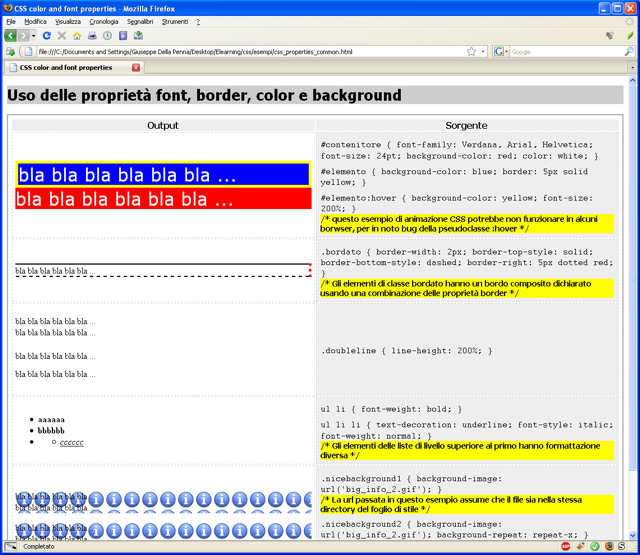 CSS color and font properties - Mozilla Firefox
File Modifica Visualizza Cronologia Segnalibri Strumenti ?
file:///C:/Documents and Settings/Giuseppe Della Penna/Desktop/Elearning/css/esempi/css_properties_common.html
Google
CSS color and font properties
Uso delle proprietà font, border, color e background
Output
Sorgente
bla bla bla bla bla bla ...
bla bla bla bla bla bla ...
#contenitore { font-family: Verdana, Arial, Helvetica;
font-size: 24pt; background-color: red; color: white; }
#elemento { background-color: blue; border: 5px solid
yellow; }
#elemento:hover { background-color: yellow; font-size:
200%; }
/* questo esempio di animazione CSS potrebbe non funzionare in alcuni
borwser, per in noto bug della pseudoclasse :hover */
bla bla bla bla bla bla ...
.bordato { border-width: 2px; border-top-style: solid;
border-bottom-style: dashed; border-right: 5px dotted red;
}
/* Gli elementi di classe bordato hanno un bordo composito dichiarato
usando una combinazione delle proprietà border */
bla bla bla bla bla bla ...
bla bla bla bla bla bla ...
bla bla bla bla bla bla ...
bla bla bla bla bla bla ...
.doubleline { line-height: 200%; }
aaaaaa
bbbbbb
cccccc
ul li { font-weight: bold; }
ul li li { text-decoration: underline; font-style: italic;
font-weight: normal; }
/* Gli elementi delle liste di livello superiore al primo hanno formattazione
diversa */
bla bla bla bla bla bla
bla bla bla bla bla bla
bla bla bla bla bla bla
bla bla bla bla bla bla
.nicebackground1 { background-image:
url('big_info_2.gif'); }
/* La url passata in questo esempio assume che il file sia nella stessa
directory del foglio di stile */
.nicebackground2 { background-image:
url('big_info_2.gif'); background-repeat: repeat-x; }
Completato